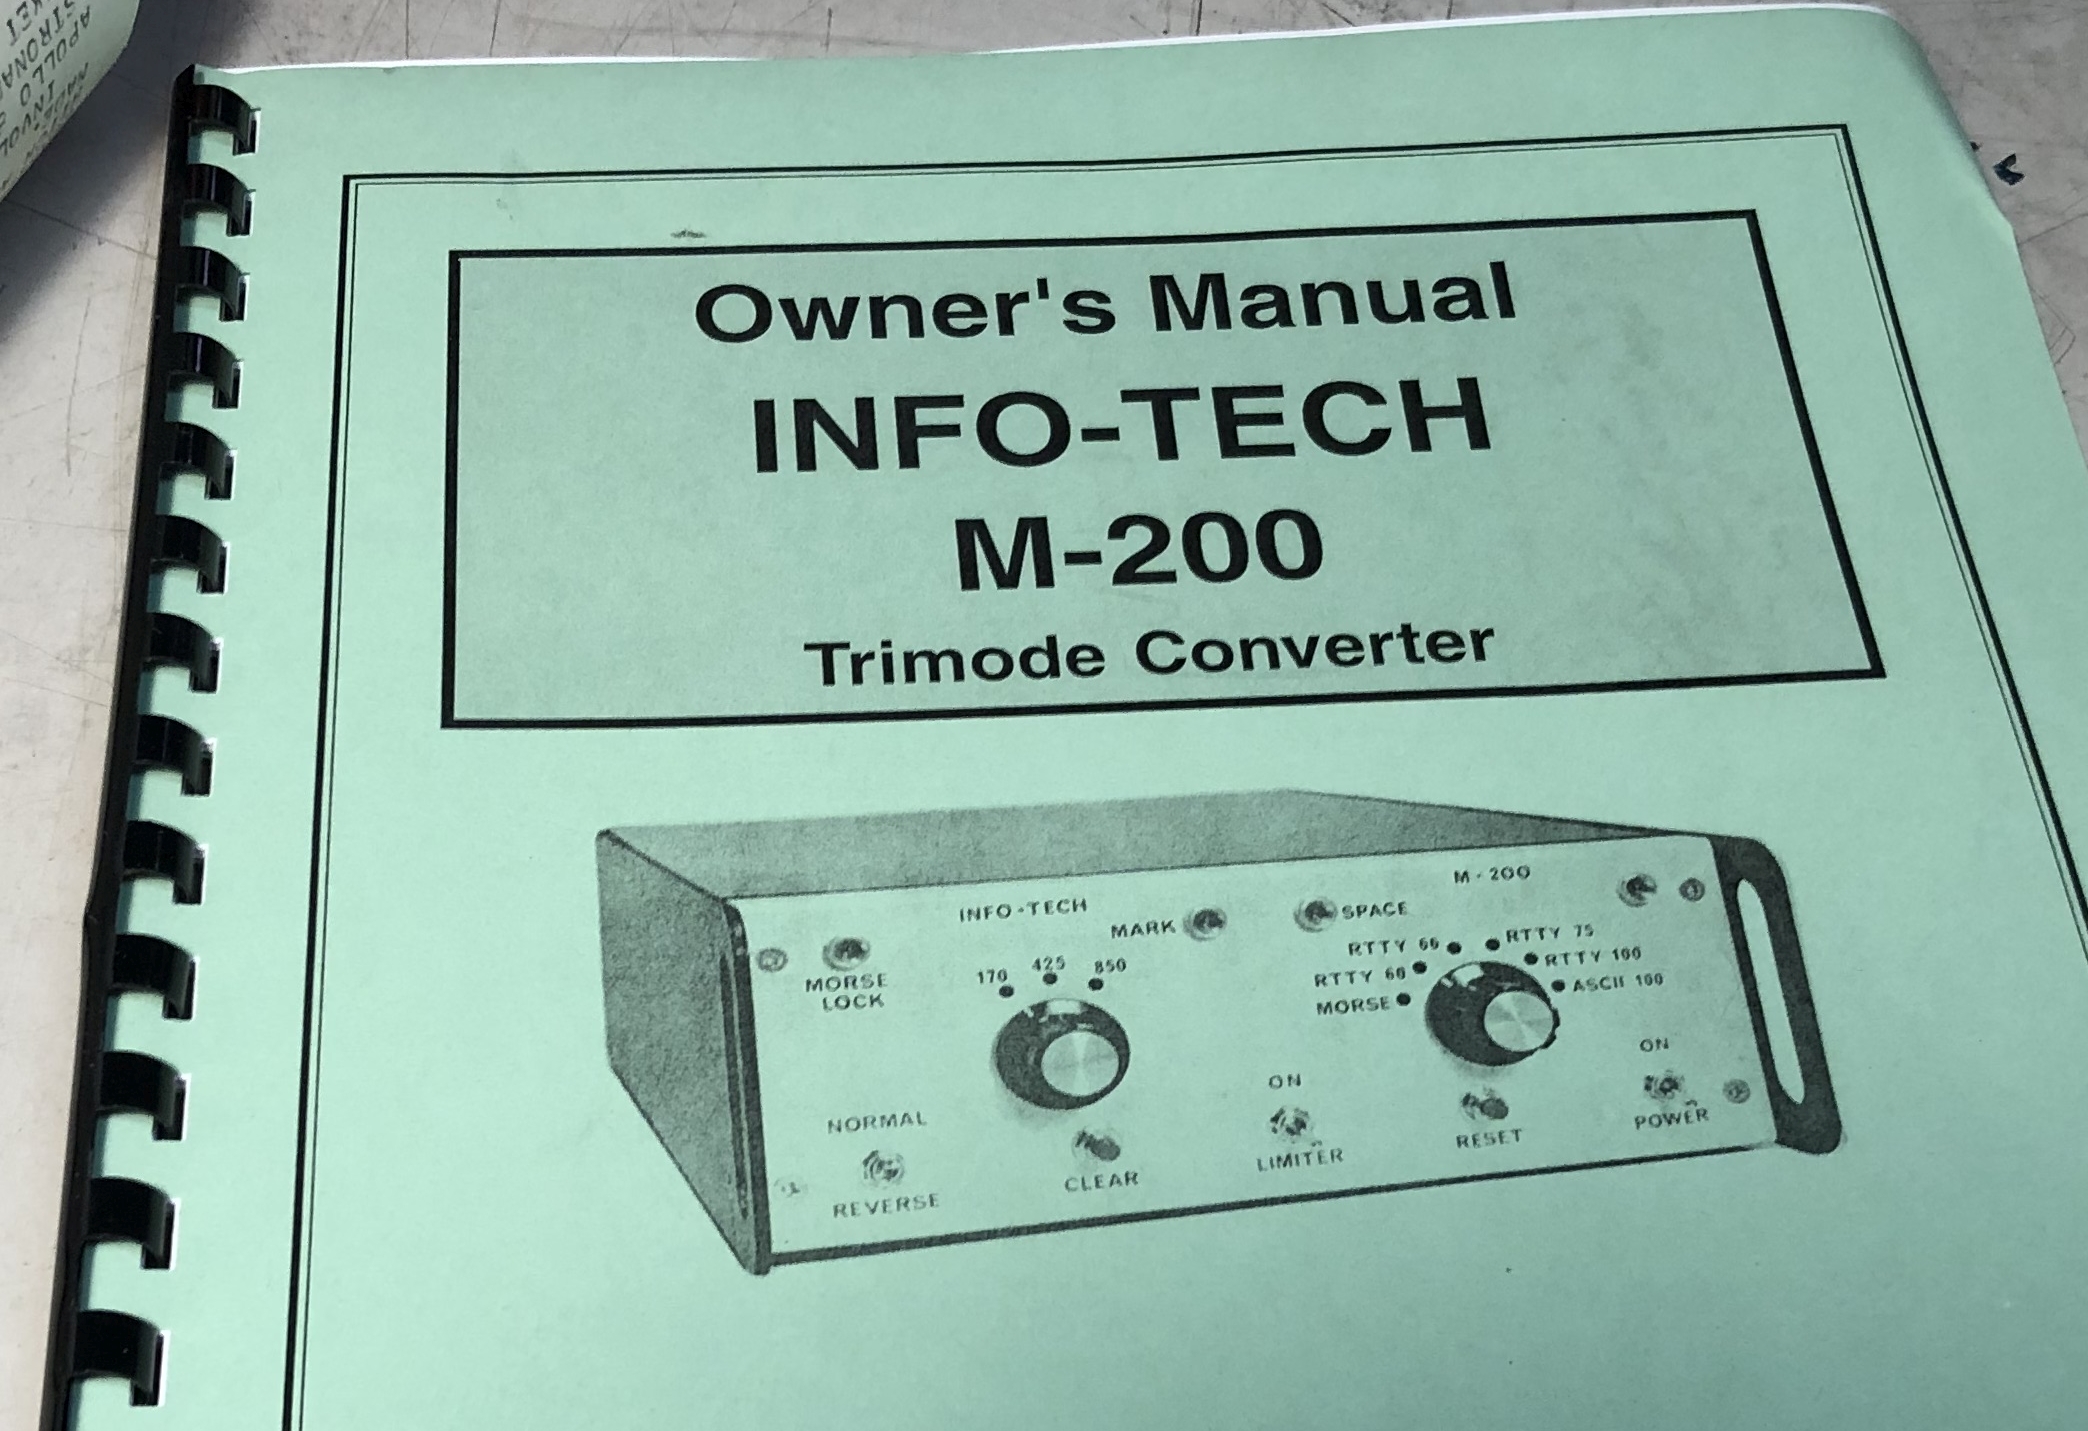 Owner's Manual
INFO-TECH
M-200
Trimode Converter
INFO-TECH
M-200
MARK
SPACE
MORSE
LOCK
170
425
850
RTTY 66
RTTY 75
RTTY 60
RTTY 100
MORSE
ASCII 100
NORMAL
REVERSE
CLEAR
ON
LIMITER
RESET
ON
POWER
APOLLO